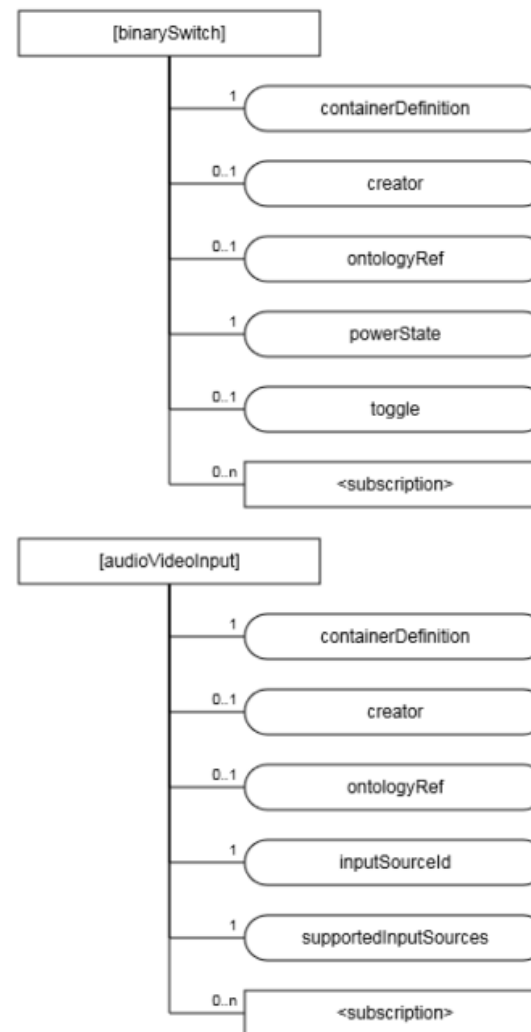 [binarySwitch]
1
containerDefinition
0..1
creator
0..1
ontologyRef
1
powerState
0..1
toggle
0..n
<subscription>
[audioVideoInput]
1
containerDefinition
0..1
creator
0..1
ontologyRef
1
inputSourceId
1
supportedInputSources
0..n
<subscription>